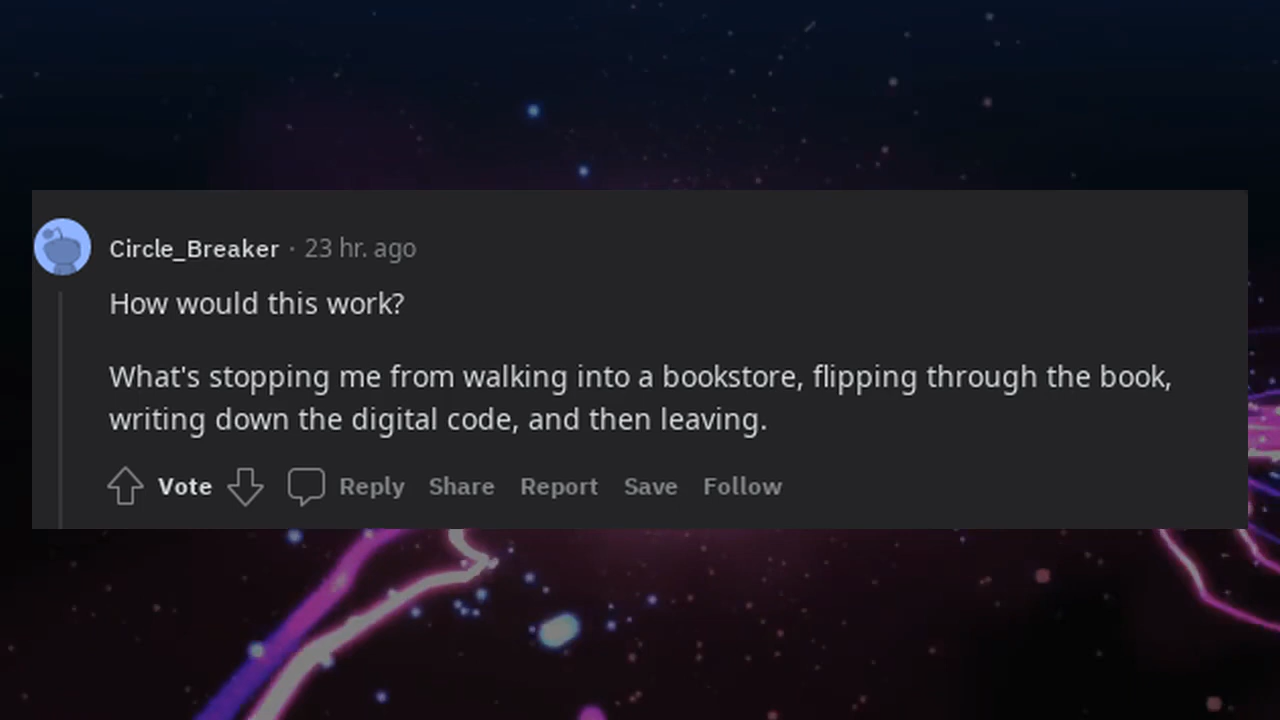 Circle_Breaker · 23 hr. ago
How would this work?
What's stopping me from walking into a bookstore, flipping through the book,
writing down the digital code, and then leaving.
Vote Reply Share Report Save Follow